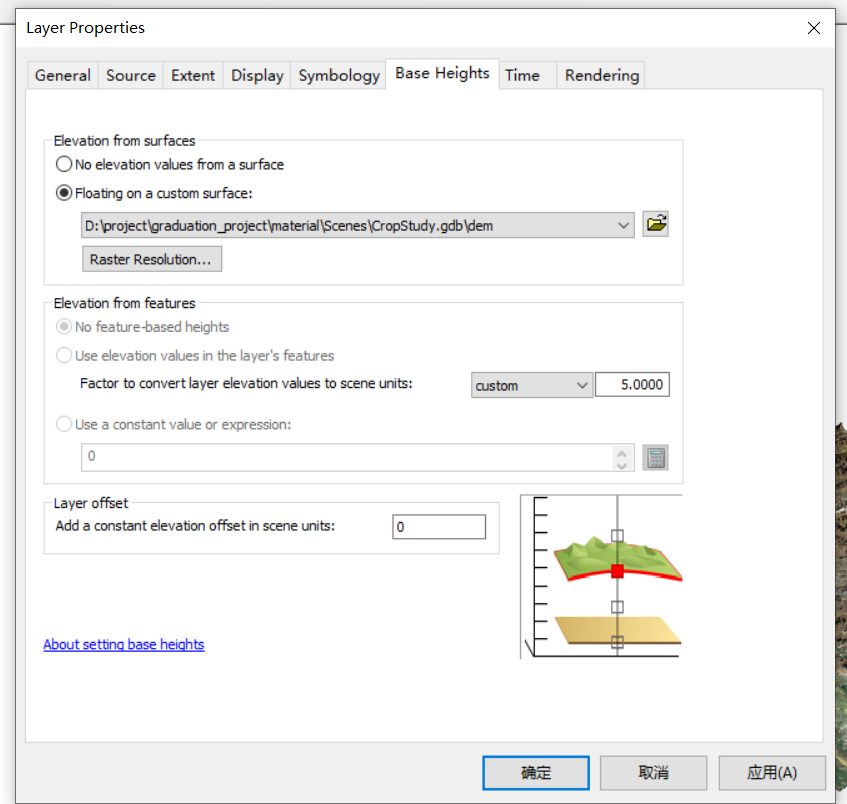 Layer Properties
General Source Extent Display Symbology Base Heights Time Rendering
Elevation from surfaces
No elevation values from a surface
Floating on a custom surface:
D:\project\graduation_project\material\Scenes\CropStudy.gdb\dem
Raster Resolution...
Elevation from features
No feature-based heights
Use elevation values in the layer's features
Factor to convert layer elevation values to scene units: custom 5.0000
Use a constant value or expression:
0
Layer offset
Add a constant elevation offset in scene units: 0
About setting base heights
确定 取消 应用(A)